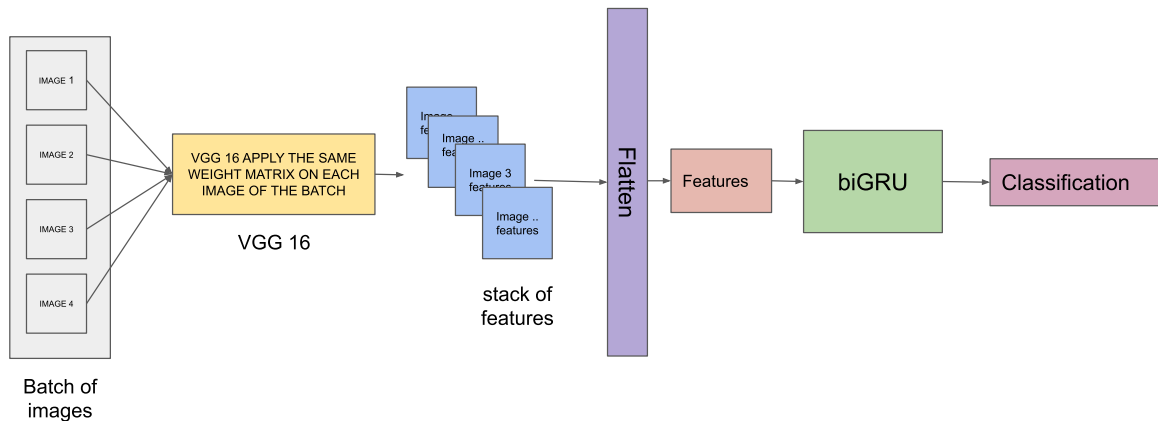 IMAGE 1
IMAGE 2
IMAGE 3
IMAGE 4
Batch of
images
VGG 16 APPLY THE SAME
WEIGHT MATRIX ON EACH
IMAGE OF THE BATCH
VGG 16
Image ..
Image ..
Image 3
features
Image ..
features
stack of
features
Flatten
Features
biGRU
Classification